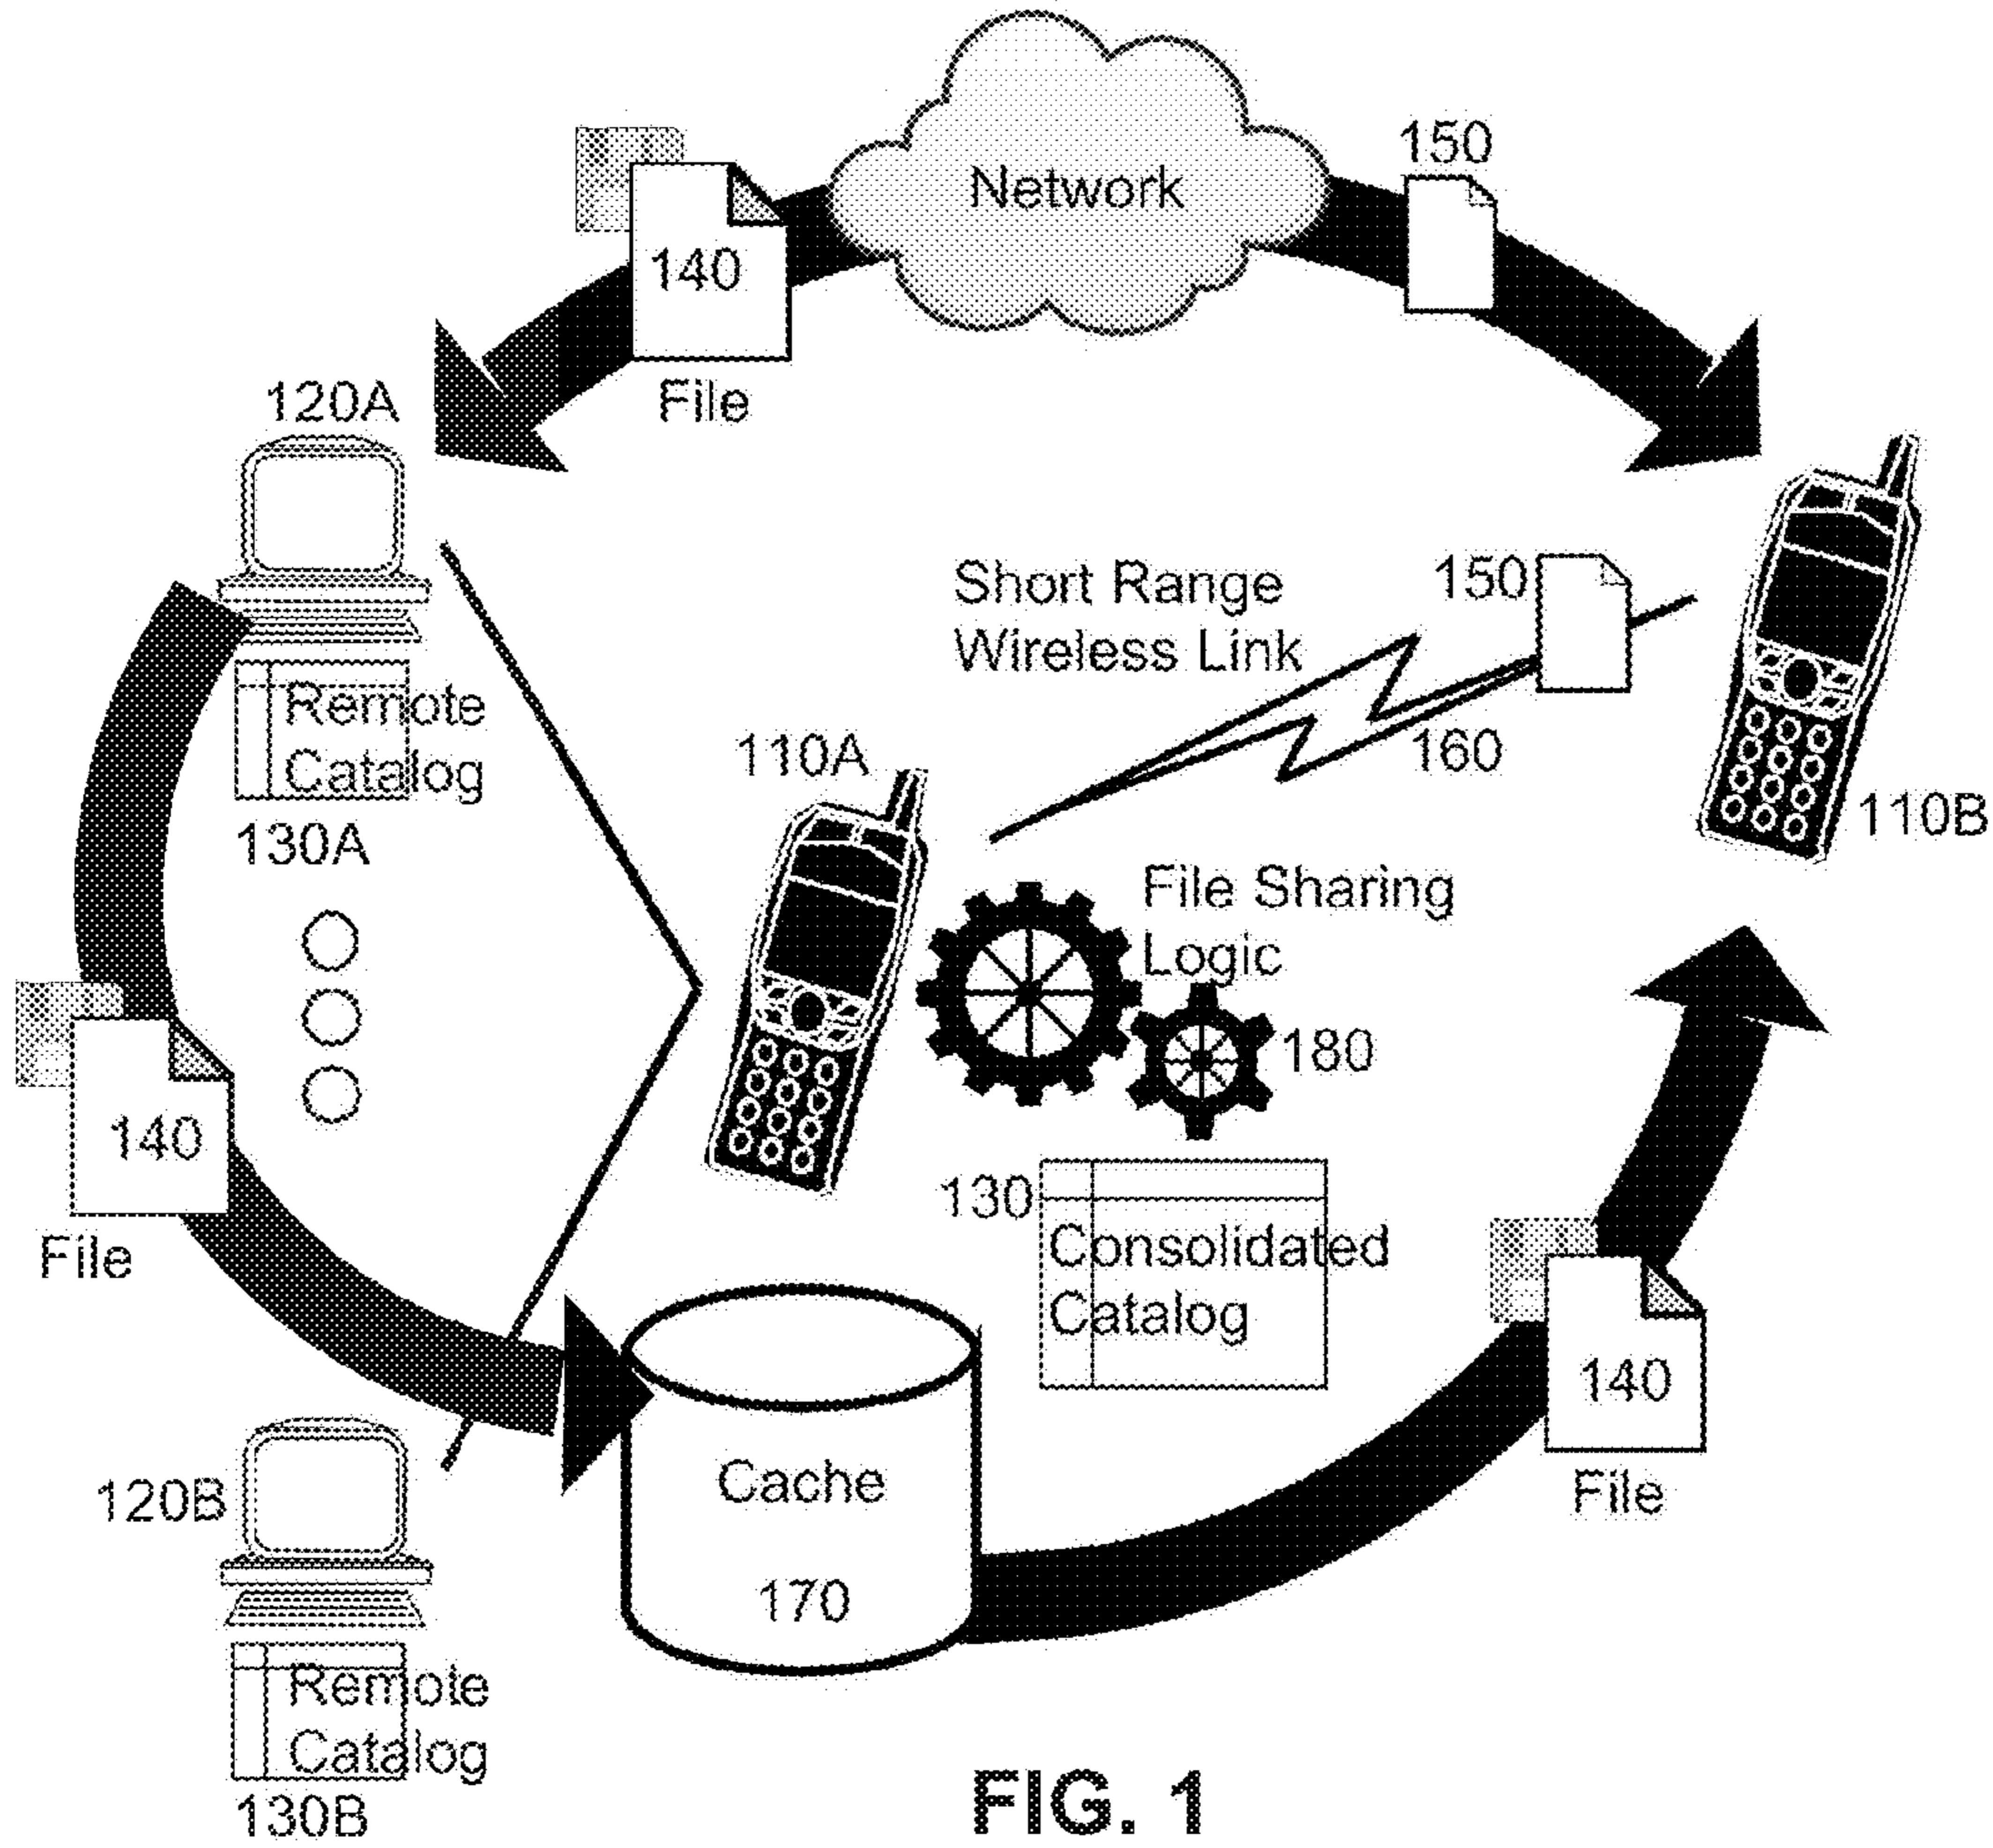 Network
150
140
File
120A
Short Range
Wireless Link
150
160
110B
Remote
Catalog
130A
110A
File Sharing
Logic
180
140
File
130
Consolidated
Catalog
140
File
Cache
170
120B
Remote
Catalog
130B
FIG. 1